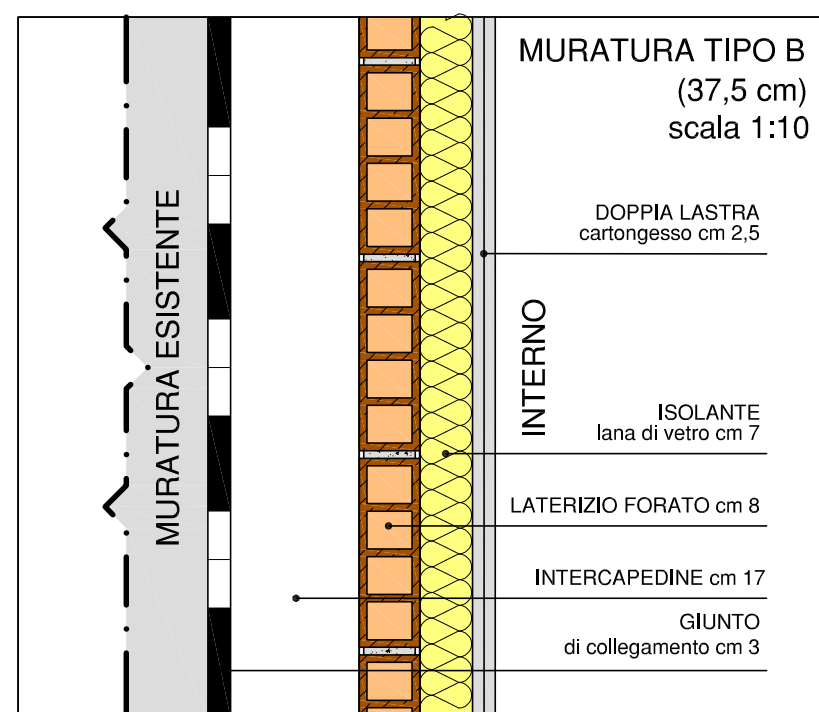 MURATURA TIPO B
(37,5 cm)
scala 1:10
MURATURA ESISTENTE
INTERNO
DOPPIA LASTRA
cartongesso cm 2,5
ISOLANTE
lana di vetro cm 7
LATERIZIO FORATO cm 8
INTERCAPEDINE cm 17
GIUNTO
di collegamento cm 3